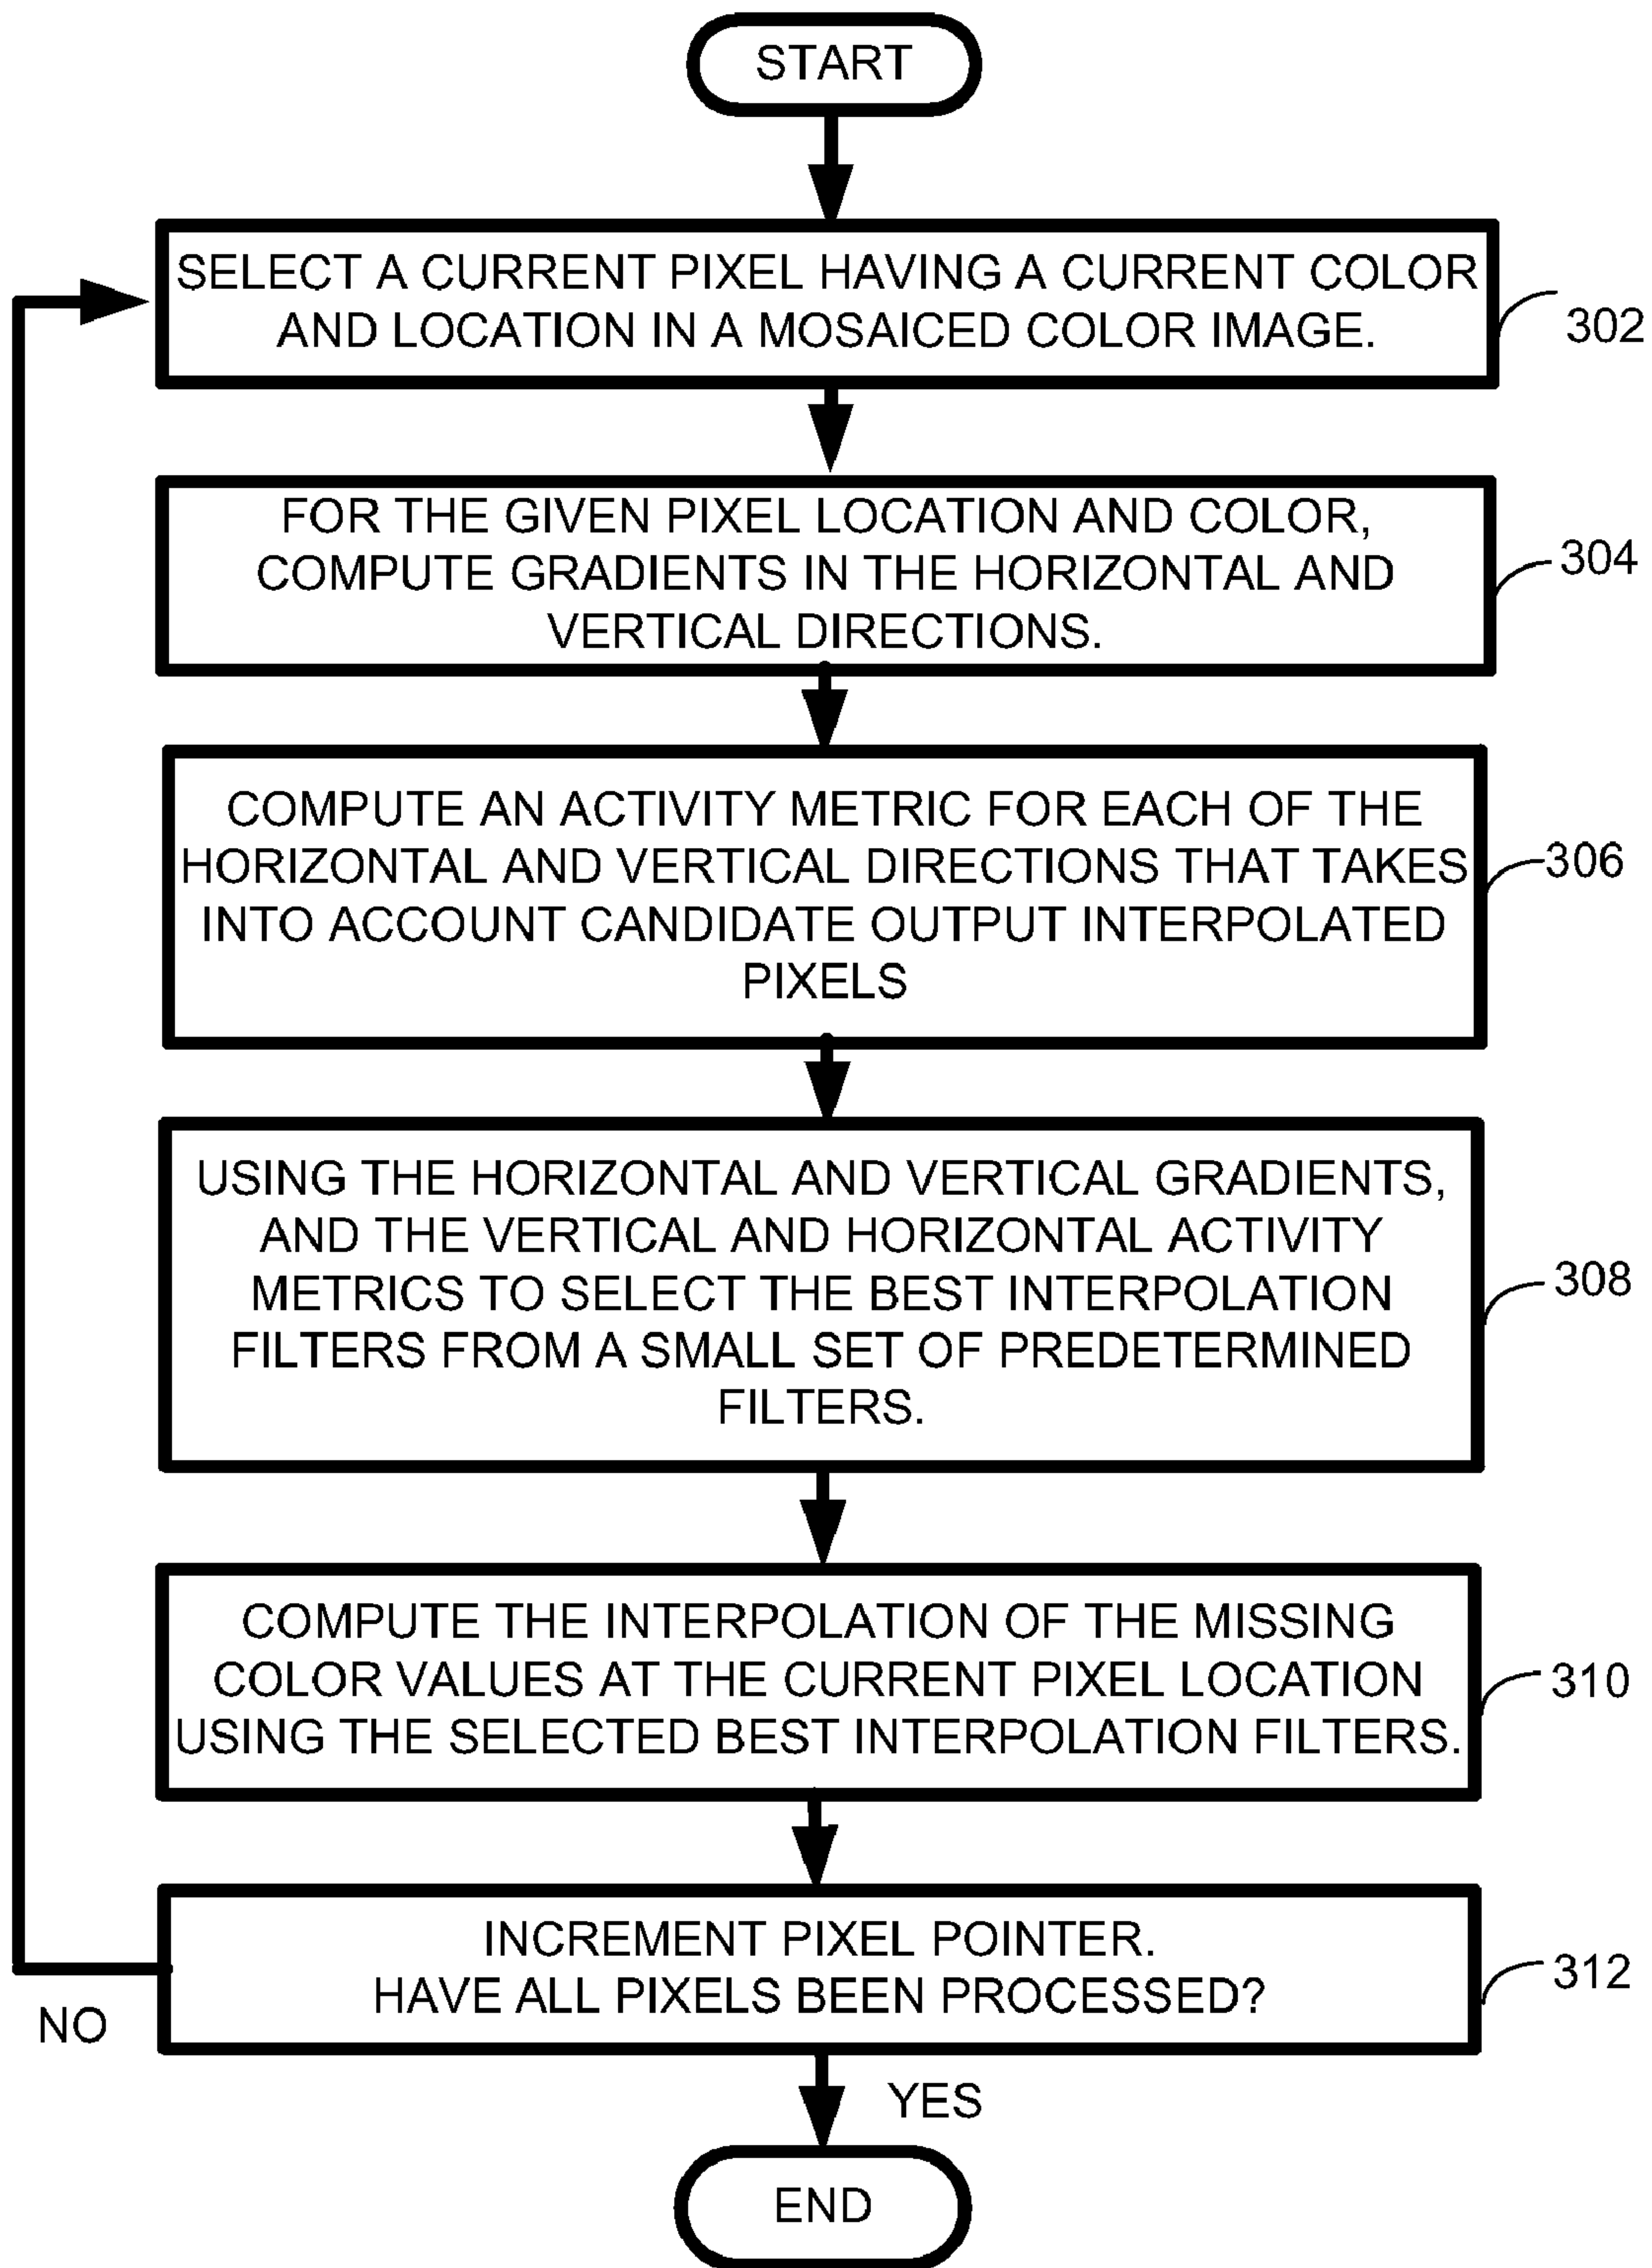 START
SELECT A CURRENT PIXEL HAVING A CURRENT COLOR
AND LOCATION IN A MOSAICED COLOR IMAGE.
302
FOR THE GIVEN PIXEL LOCATION AND COLOR,
COMPUTE GRADIENTS IN THE HORIZONTAL AND
VERTICAL DIRECTIONS.
304
COMPUTE AN ACTIVITY METRIC FOR EACH OF THE
HORIZONTAL AND VERTICAL DIRECTIONS THAT TAKES
INTO ACCOUNT CANDIDATE OUTPUT INTERPOLATED
PIXELS
306
USING THE HORIZONTAL AND VERTICAL GRADIENTS,
AND THE VERTICAL AND HORIZONTAL ACTIVITY
METRICS TO SELECT THE BEST INTERPOLATION
FILTERS FROM A SMALL SET OF PREDETERMINED
FILTERS.
308
COMPUTE THE INTERPOLATION OF THE MISSING
COLOR VALUES AT THE CURRENT PIXEL LOCATION
USING THE SELECTED BEST INTERPOLATION FILTERS.
310
INCREMENT PIXEL POINTER.
HAVE ALL PIXELS BEEN PROCESSED?
312
NO
YES
END